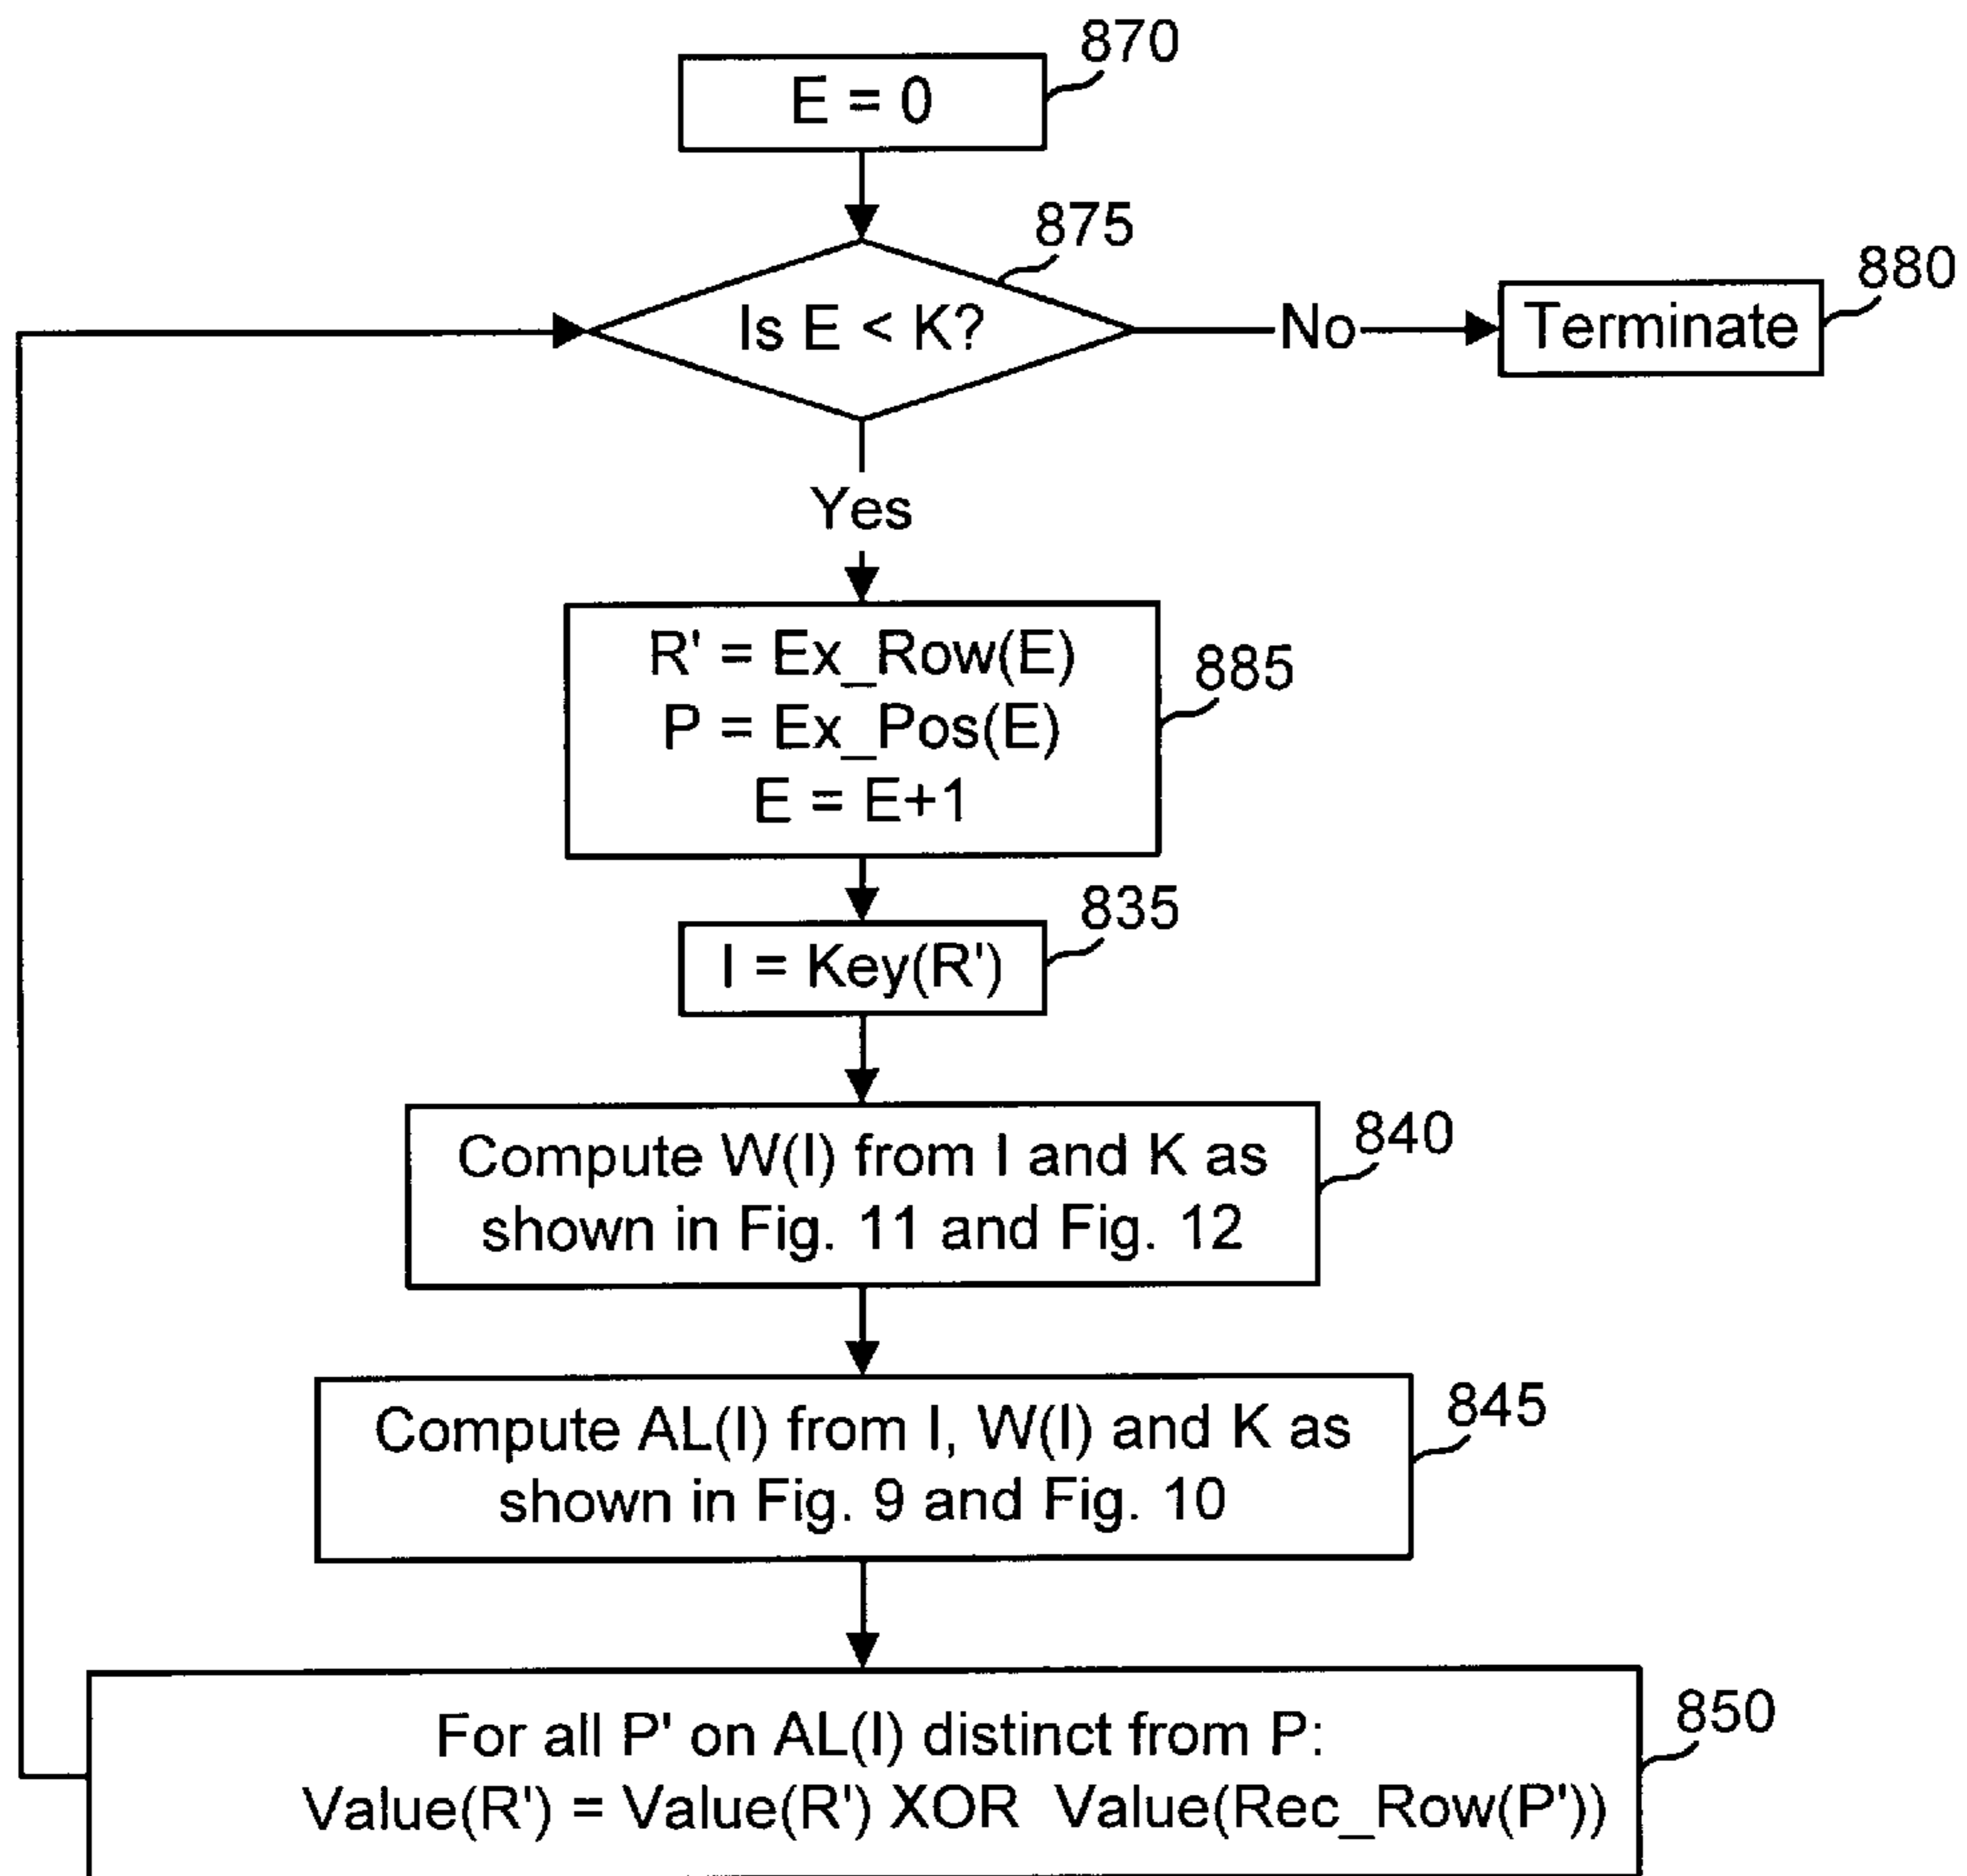 870
E = 0
875
880
Is E < K?
No
Terminate
Yes
R' = Ex_Row(E)
885
P = Ex_Pos(E)
E = E+1
835
I = Key(R')
840
Compute W(I) from I and K as
shown in Fig. 11 and Fig. 12
845
Compute AL(I) from I, W(I) and K as
shown in Fig. 9 and Fig. 10
850
For all P' on AL(I) distinct from P:
Value(R') = Value(R') XOR Value(Rec_Row(P'))